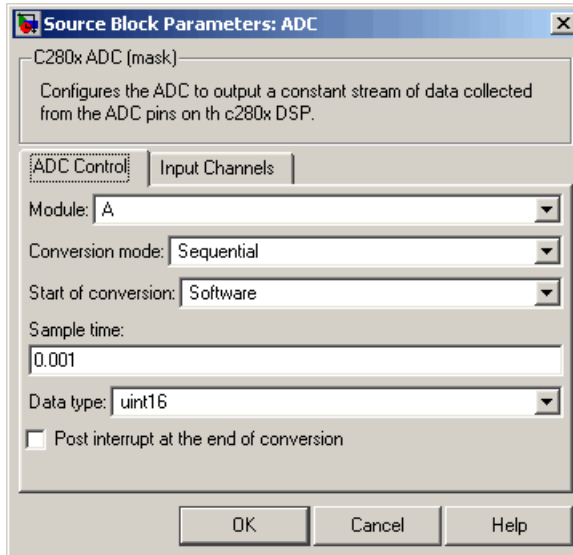 Source Block Parameters: ADC
C280x ADC (mask)
Configures the ADC to output a constant stream of data collected
from the ADC pins on th c280x DSP.
ADC Control Input Channels
Module: A
Conversion mode: Sequential
Start of conversion: Software
Sample time:
0.001
Data type: uint16
Post interrupt at the end of conversion
OK Cancel Help